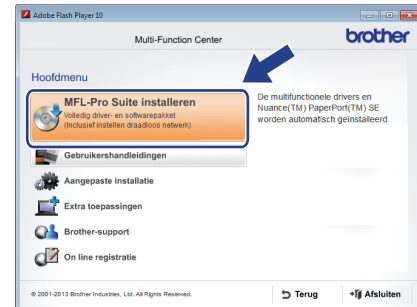 Adobe Flash Player 10
Multi-Function Center
brother
Hoofdmenu
MFL-Pro Suite installeren
Volledig driver- en softwarepakket
(Inclusief instellen draadloos netwerk)
De multifunctionele drivers en
Nuance(TM) PaperPort(TM) SE
worden automatisch geïnstalleerd.
Gebruikershandleidingen
Aangepaste installatie
Extra toepassingen
Brother-support
On line registratie
© 2001-2013 Brother Industries, Ltd. All Rights Reserved.
Terug
Afsluiten